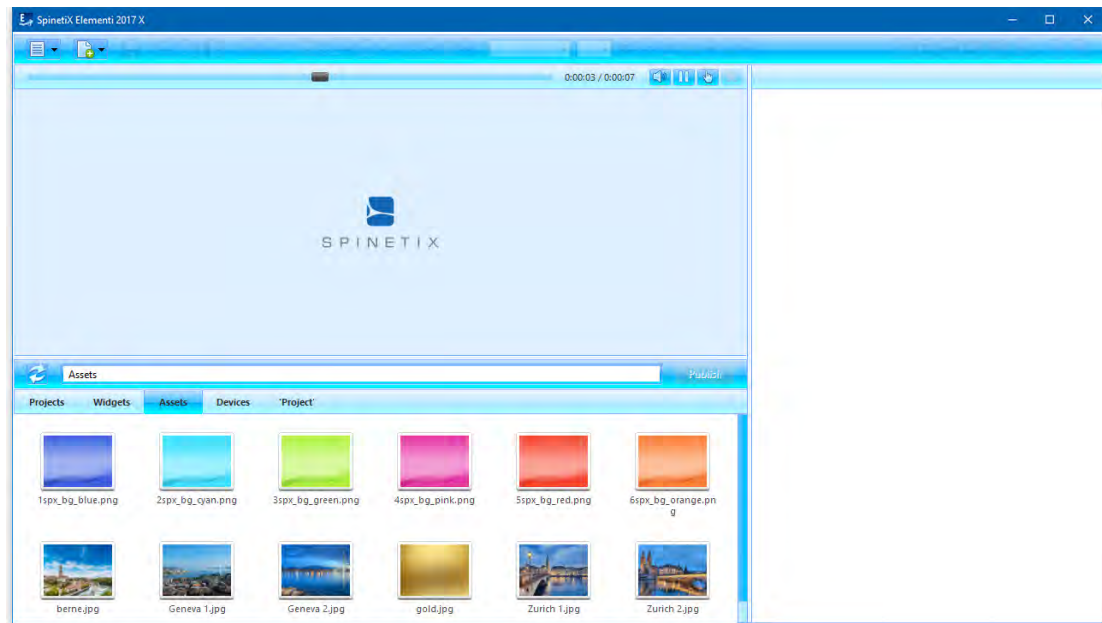 SpinetiX Elementi 2017 X
0:00:03 / 0:00:07
SPINETIX
Assets
Publish
Projects Widgets Assets Devices 'Project'
1spx_bg_blue.png 2spx_bg_cyan.png 3spx_bg_green.png 4spx_bg_pink.png 5spx_bg_red.png 6spx_bg_orange.pn
g
berne.jpg Geneva 1.jpg Geneva 2.jpg gold.jpg Zurich 1.jpg Zurich 2.jpg